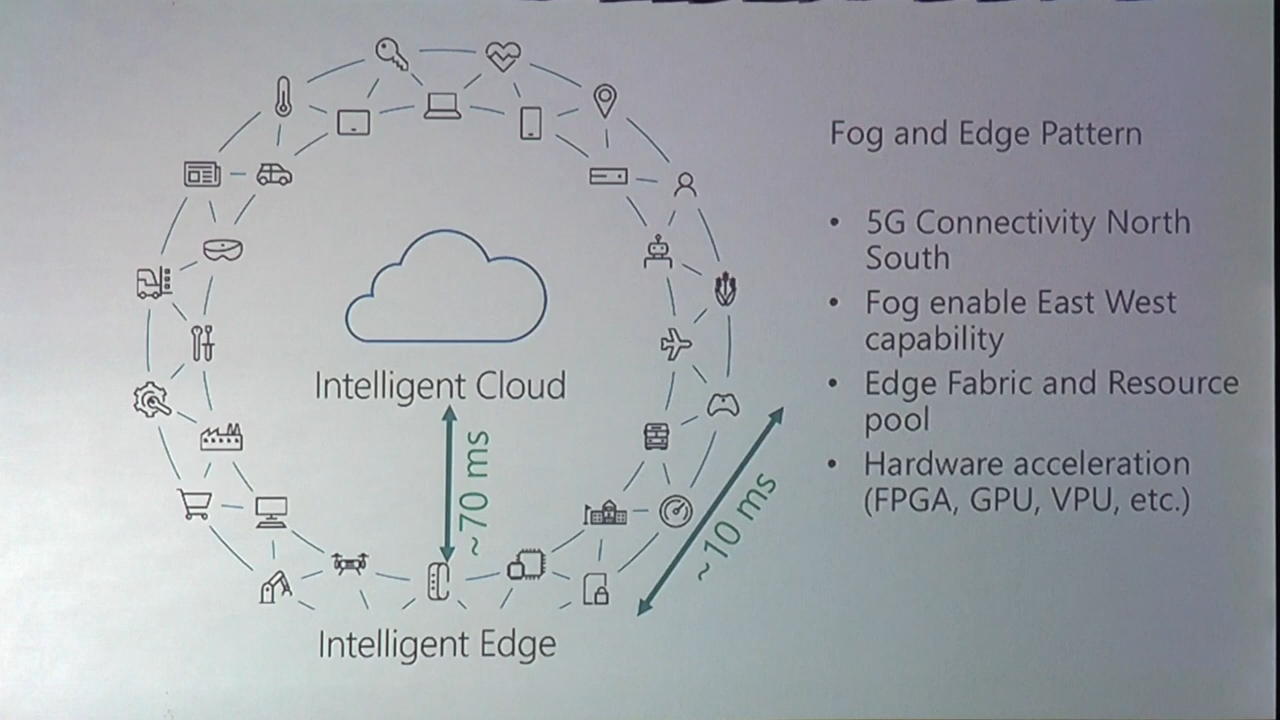 Fog and Edge Pattern
• 5G Connectivity North
South
• Fog enable East West
capability
• Edge Fabric and Resource
pool
• Hardware acceleration
(FPGA, GPU, VPU, etc.)
Intelligent Cloud
~70 ms
~10 ms
Intelligent Edge